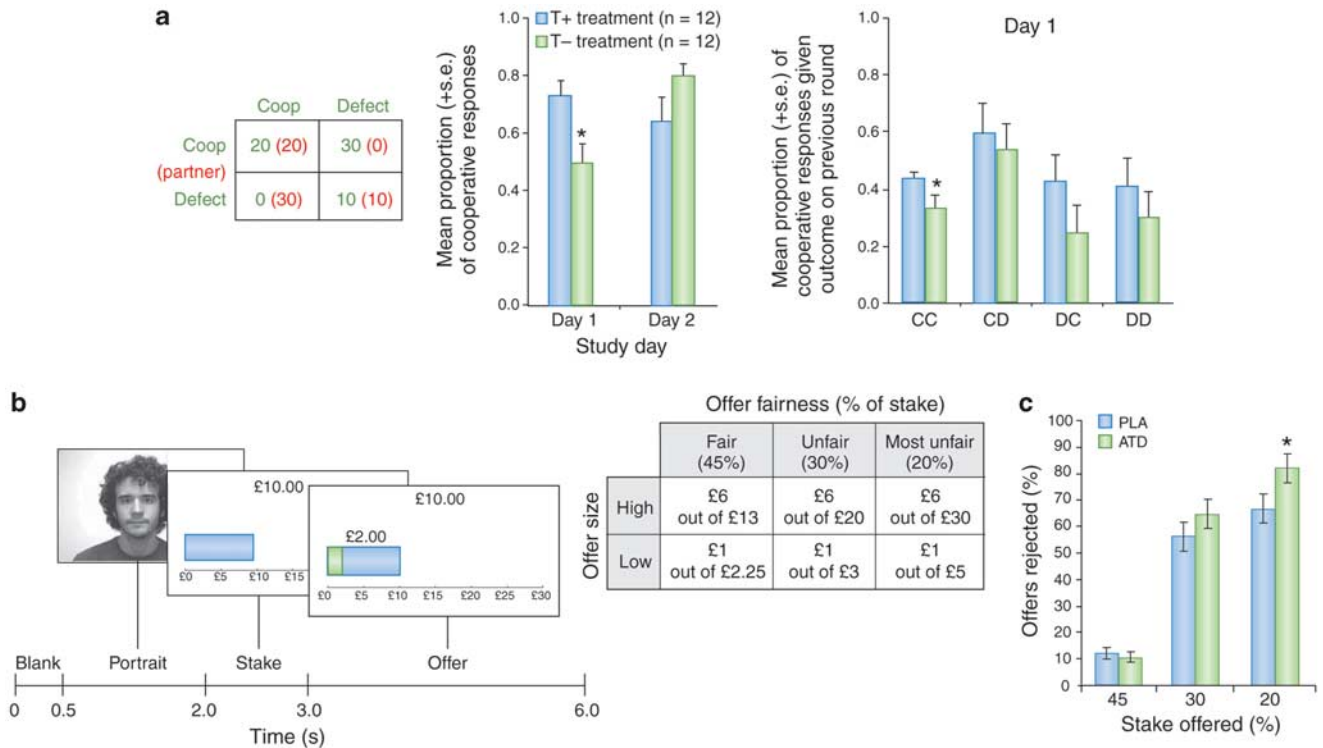 a
Coop Defect
Coop 20 (20) 30 (0)
(partner)
Defect 0 (30) 10 (10)
Mean proportion (+s.e.)
of cooperative responses
1.0
0.8
0.6
0.4
0.2
0.0
T+ treatment (n = 12)
T− treatment (n = 12)
*
Day 1 Day 2
Study day
Mean proportion (+s.e.) of
cooperative responses given
outcome on previous round
1.0
0.8
0.6
0.4
0.2
0.0
Day 1
*
CC CD DC DD
b
£10.00
£0 £5 £10 £15
£10.00
£2.00
£0 £5 £10 £15 £20 £25 £30
Blank Portrait Stake Offer
0 0.5 2.0 3.0 6.0
Time (s)
Offer fairness (% of stake)
Fair Unfair Most unfair
(45%) (30%) (20%)
Offer size
High £6 £6 £6
out of £13 out of £20 out of £30
Low £1 £1 £1
out of £2.25 out of £3 out of £5
c
Offers rejected (%)
100
90
80
70
60
50
40
30
20
10
0
PLA
ATD
*
45 30 20
Stake offered (%)